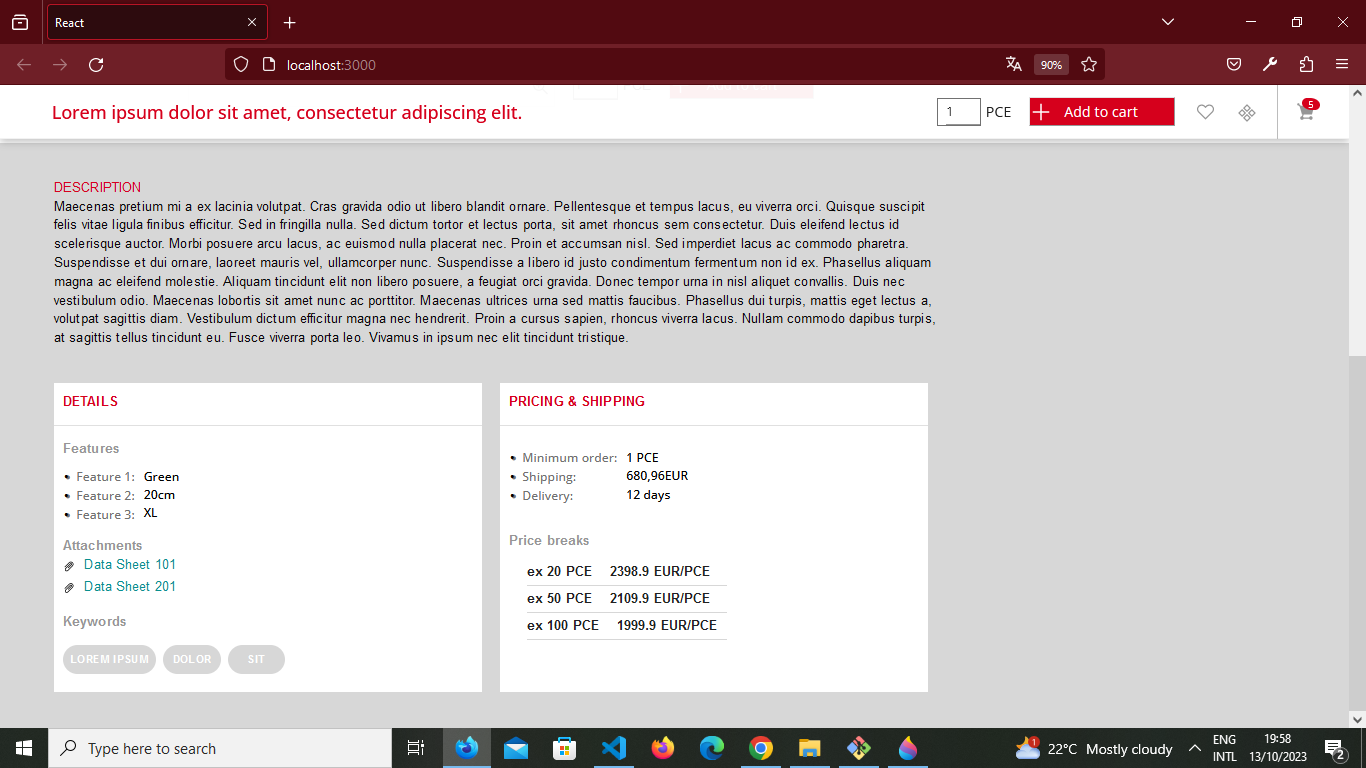 React
localhost:3000
90%
Lorem ipsum dolor sit amet, consectetur adipiscing elit.
1 PCE
Add to cart
5
DESCRIPTION
Maecenas pretium mi a ex lacinia volutpat. Cras gravida odio ut libero blandit ornare. Pellentesque et tempus lacus, eu viverra orci. Quisque suscipit
felis vitae ligula finibus efficitur. Sed in fringilla nulla. Sed dictum tortor et lectus porta, sit amet rhoncus sem consectetur. Duis eleifend lectus id
scelerisque auctor. Morbi posuere arcu lacus, ac euismod nulla placerat nec. Proin et accumsan nisl. Sed imperdiet lacus ac commodo pharetra.
Suspendisse et dui ornare, laoreet mauris vel, ullamcorper nunc. Suspendisse a libero id justo condimentum fermentum non id ex. Phasellus aliquam
magna ac eleifend molestie. Aliquam tincidunt elit non libero posuere, a feugiat orci gravida. Donec tempor urna in nisl aliquet convallis. Duis nec
vestibulum odio. Maecenas lobortis sit amet nunc ac porttitor. Maecenas ultrices urna sed mattis faucibus. Phasellus dui turpis, mattis eget lectus a,
volutpat sagittis diam. Vestibulum dictum efficitur magna nec hendrerit. Proin a cursus sapien, rhoncus viverra lacus. Nullam commodo dapibus turpis,
at sagittis tellus tincidunt eu. Fusce viverra porta leo. Vivamus in ipsum nec elit tincidunt tristique.
DETAILS
Features
Feature 1: Green
Feature 2: 20cm
Feature 3: XL
Attachments
Data Sheet 101
Data Sheet 201
Keywords
LOREM IPSUM DOLOR SIT
PRICING & SHIPPING
Minimum order: 1 PCE
Shipping: 680,96EUR
Delivery: 12 days
Price breaks
ex 20 PCE 2398.9 EUR/PCE
ex 50 PCE 2109.9 EUR/PCE
ex 100 PCE 1999.9 EUR/PCE
Type here to search
1
22°C Mostly cloudy
ENG
INTL
19:58
13/10/2023
2